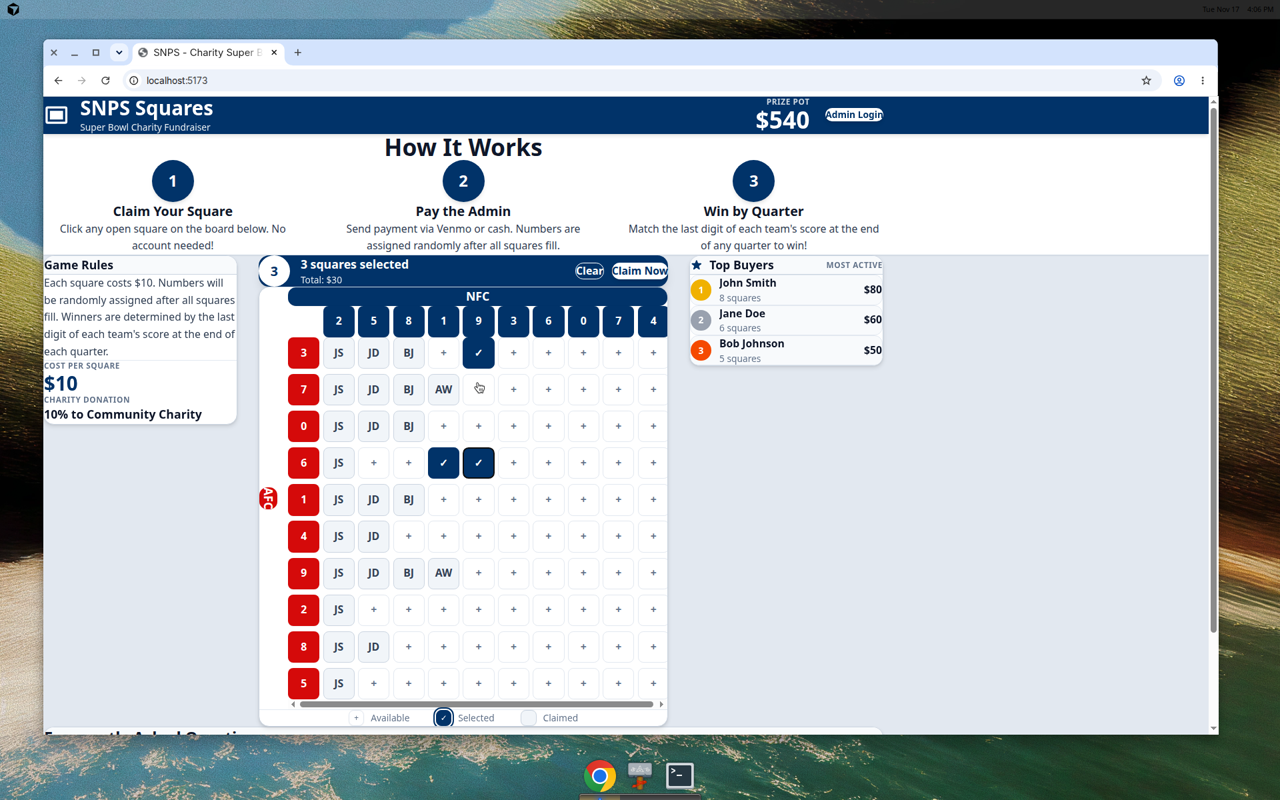 Tue Nov 17 4:06 PM
SNPS - Charity Super B
localhost:5173
SNPS Squares
Super Bowl Charity Fundraiser
PRIZE POT
$540
Admin Login
How It Works
1
Claim Your Square
Click any open square on the board below. No
account needed!
2
Pay the Admin
Send payment via Venmo or cash. Numbers are
assigned randomly after all squares fill.
3
Win by Quarter
Match the last digit of each team's score at the end
of any quarter to win!
Game Rules
Each square costs $10. Numbers will
be randomly assigned after all squares
fill. Winners are determined by the last
digit of each team's score at the end of
each quarter.
COST PER SQUARE
$10
CHARITY DONATION
10% to Community Charity
3
3 squares selected
Total: $30
Clear
Claim Now
NFC
2 5 8 1 9 3 6 0 7 4
AFC
3 JS JD BJ + ✓ + + + + +
7 JS JD BJ AW + + + + +
0 JS JD BJ + + + + + + +
6 JS + + ✓ ✓ + + + + +
1 JS JD BJ + + + + + + +
4 JS JD + + + + + + + +
9 JS JD BJ AW + + + + + +
2 JS + + + + + + + + +
8 JS JD + + + + + + + +
5 JS + + + + + + + + +
+ Available ✓ Selected Claimed
Top Buyers
MOST ACTIVE
1 John Smith $80
8 squares
2 Jane Doe $60
6 squares
3 Bob Johnson $50
5 squares